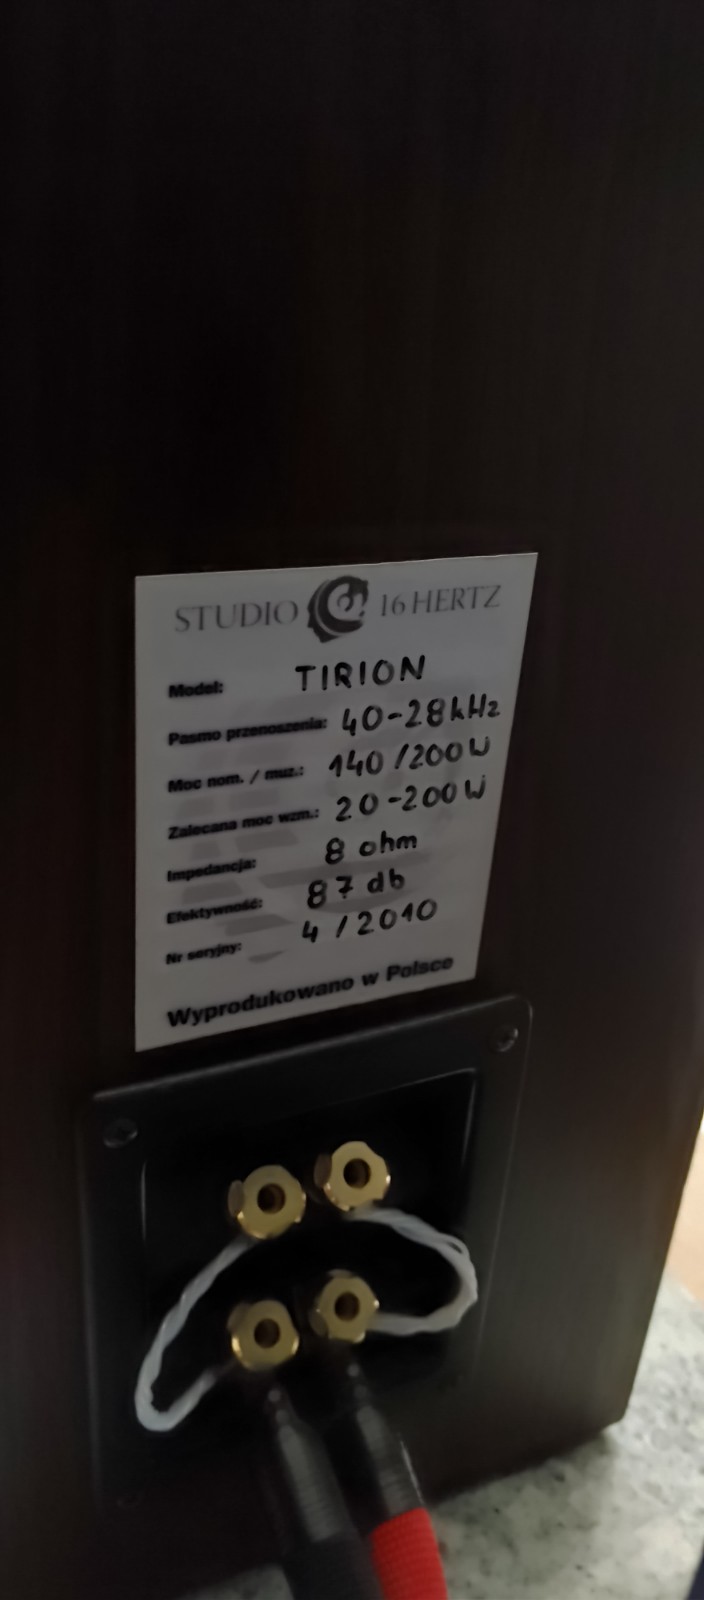 STUDIO 16 HERTZ
Model: TIRION
Pasmo przenoszenia: 40-28kHz
Moc nom. / muz.: 140/200W
Zalecana moc wzm.: 20-200W
Impedancja: 8 ohm
Efektywność: 87 db
Nr seryjny: 4/2010
Wyprodukowano w Polsce